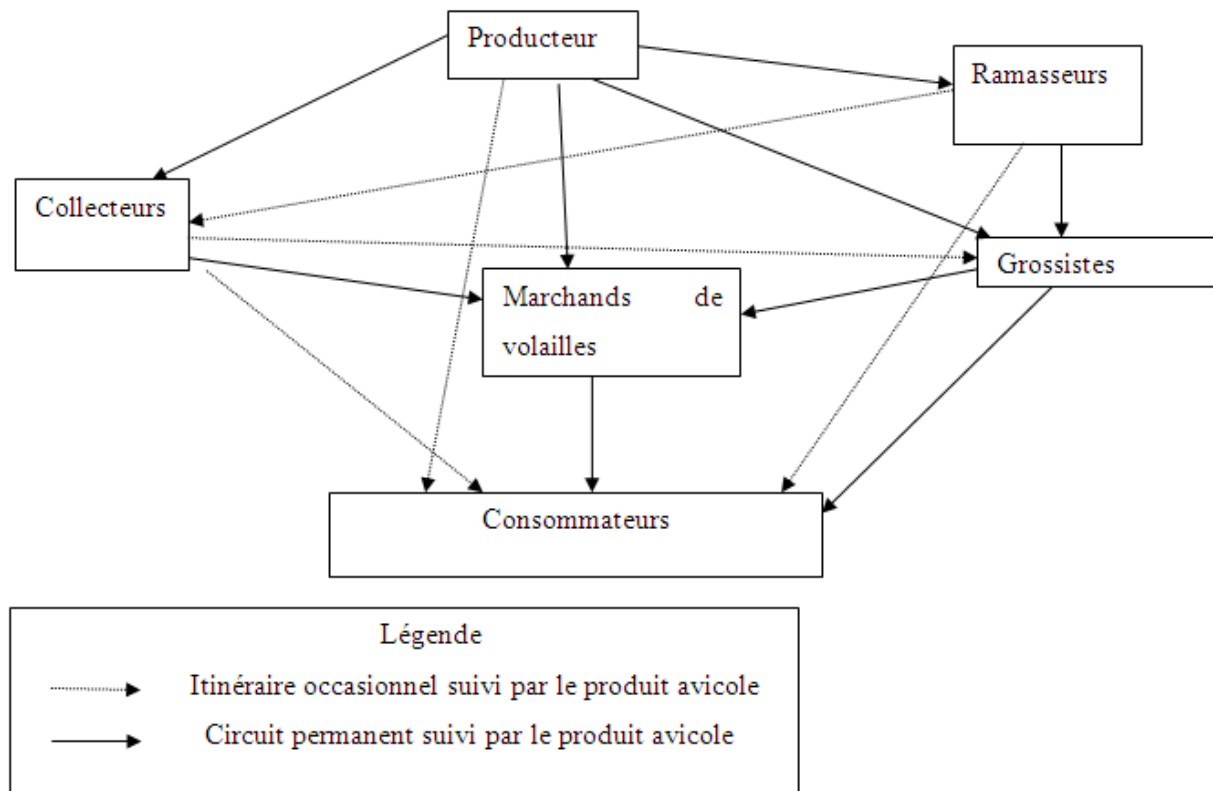 Producteur
Ramasseurs
Collecteurs
Grossistes
Marchands de
volailles
Consommateurs
Légende
Itinéraire occasionnel suivi par le produit avicole
Circuit permanent suivi par le produit avicole